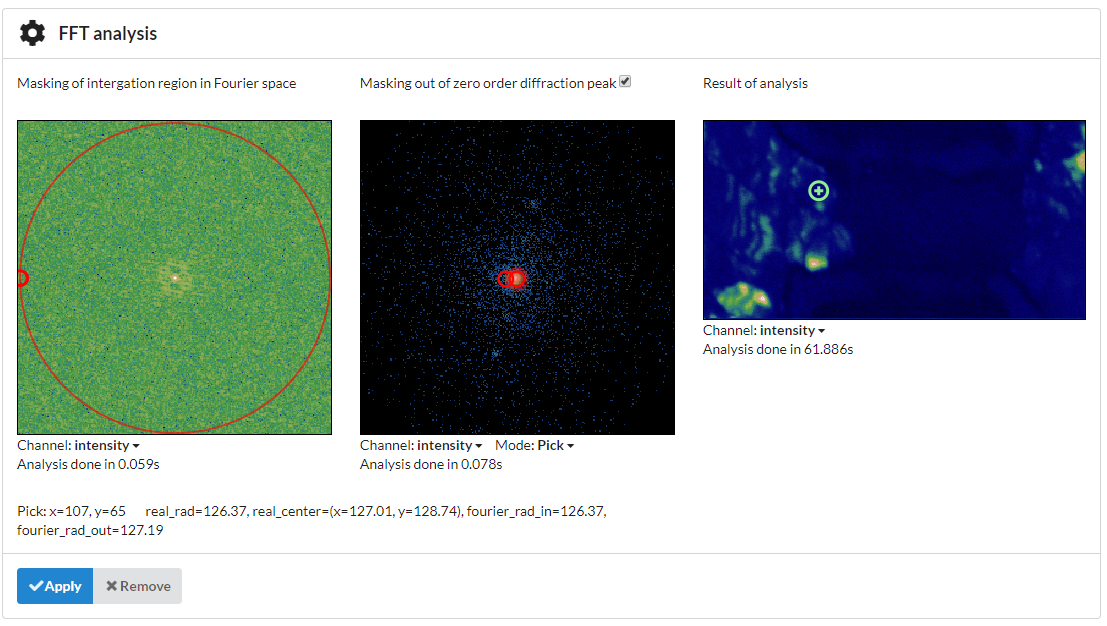 FFT analysis
Masking of intergation region in Fourier space
Masking out of zero order diffraction peak
Result of analysis
Channel: intensity
Analysis done in 0.059s
Channel: intensity Mode: Pick
Analysis done in 0.078s
Channel: intensity
Analysis done in 61.886s
Pick: x=107, y=65 real_rad=126.37, real_center=(x=127.01, y=128.74), fourier_rad_in=126.37,
fourier_rad_out=127.19
Apply
Remove